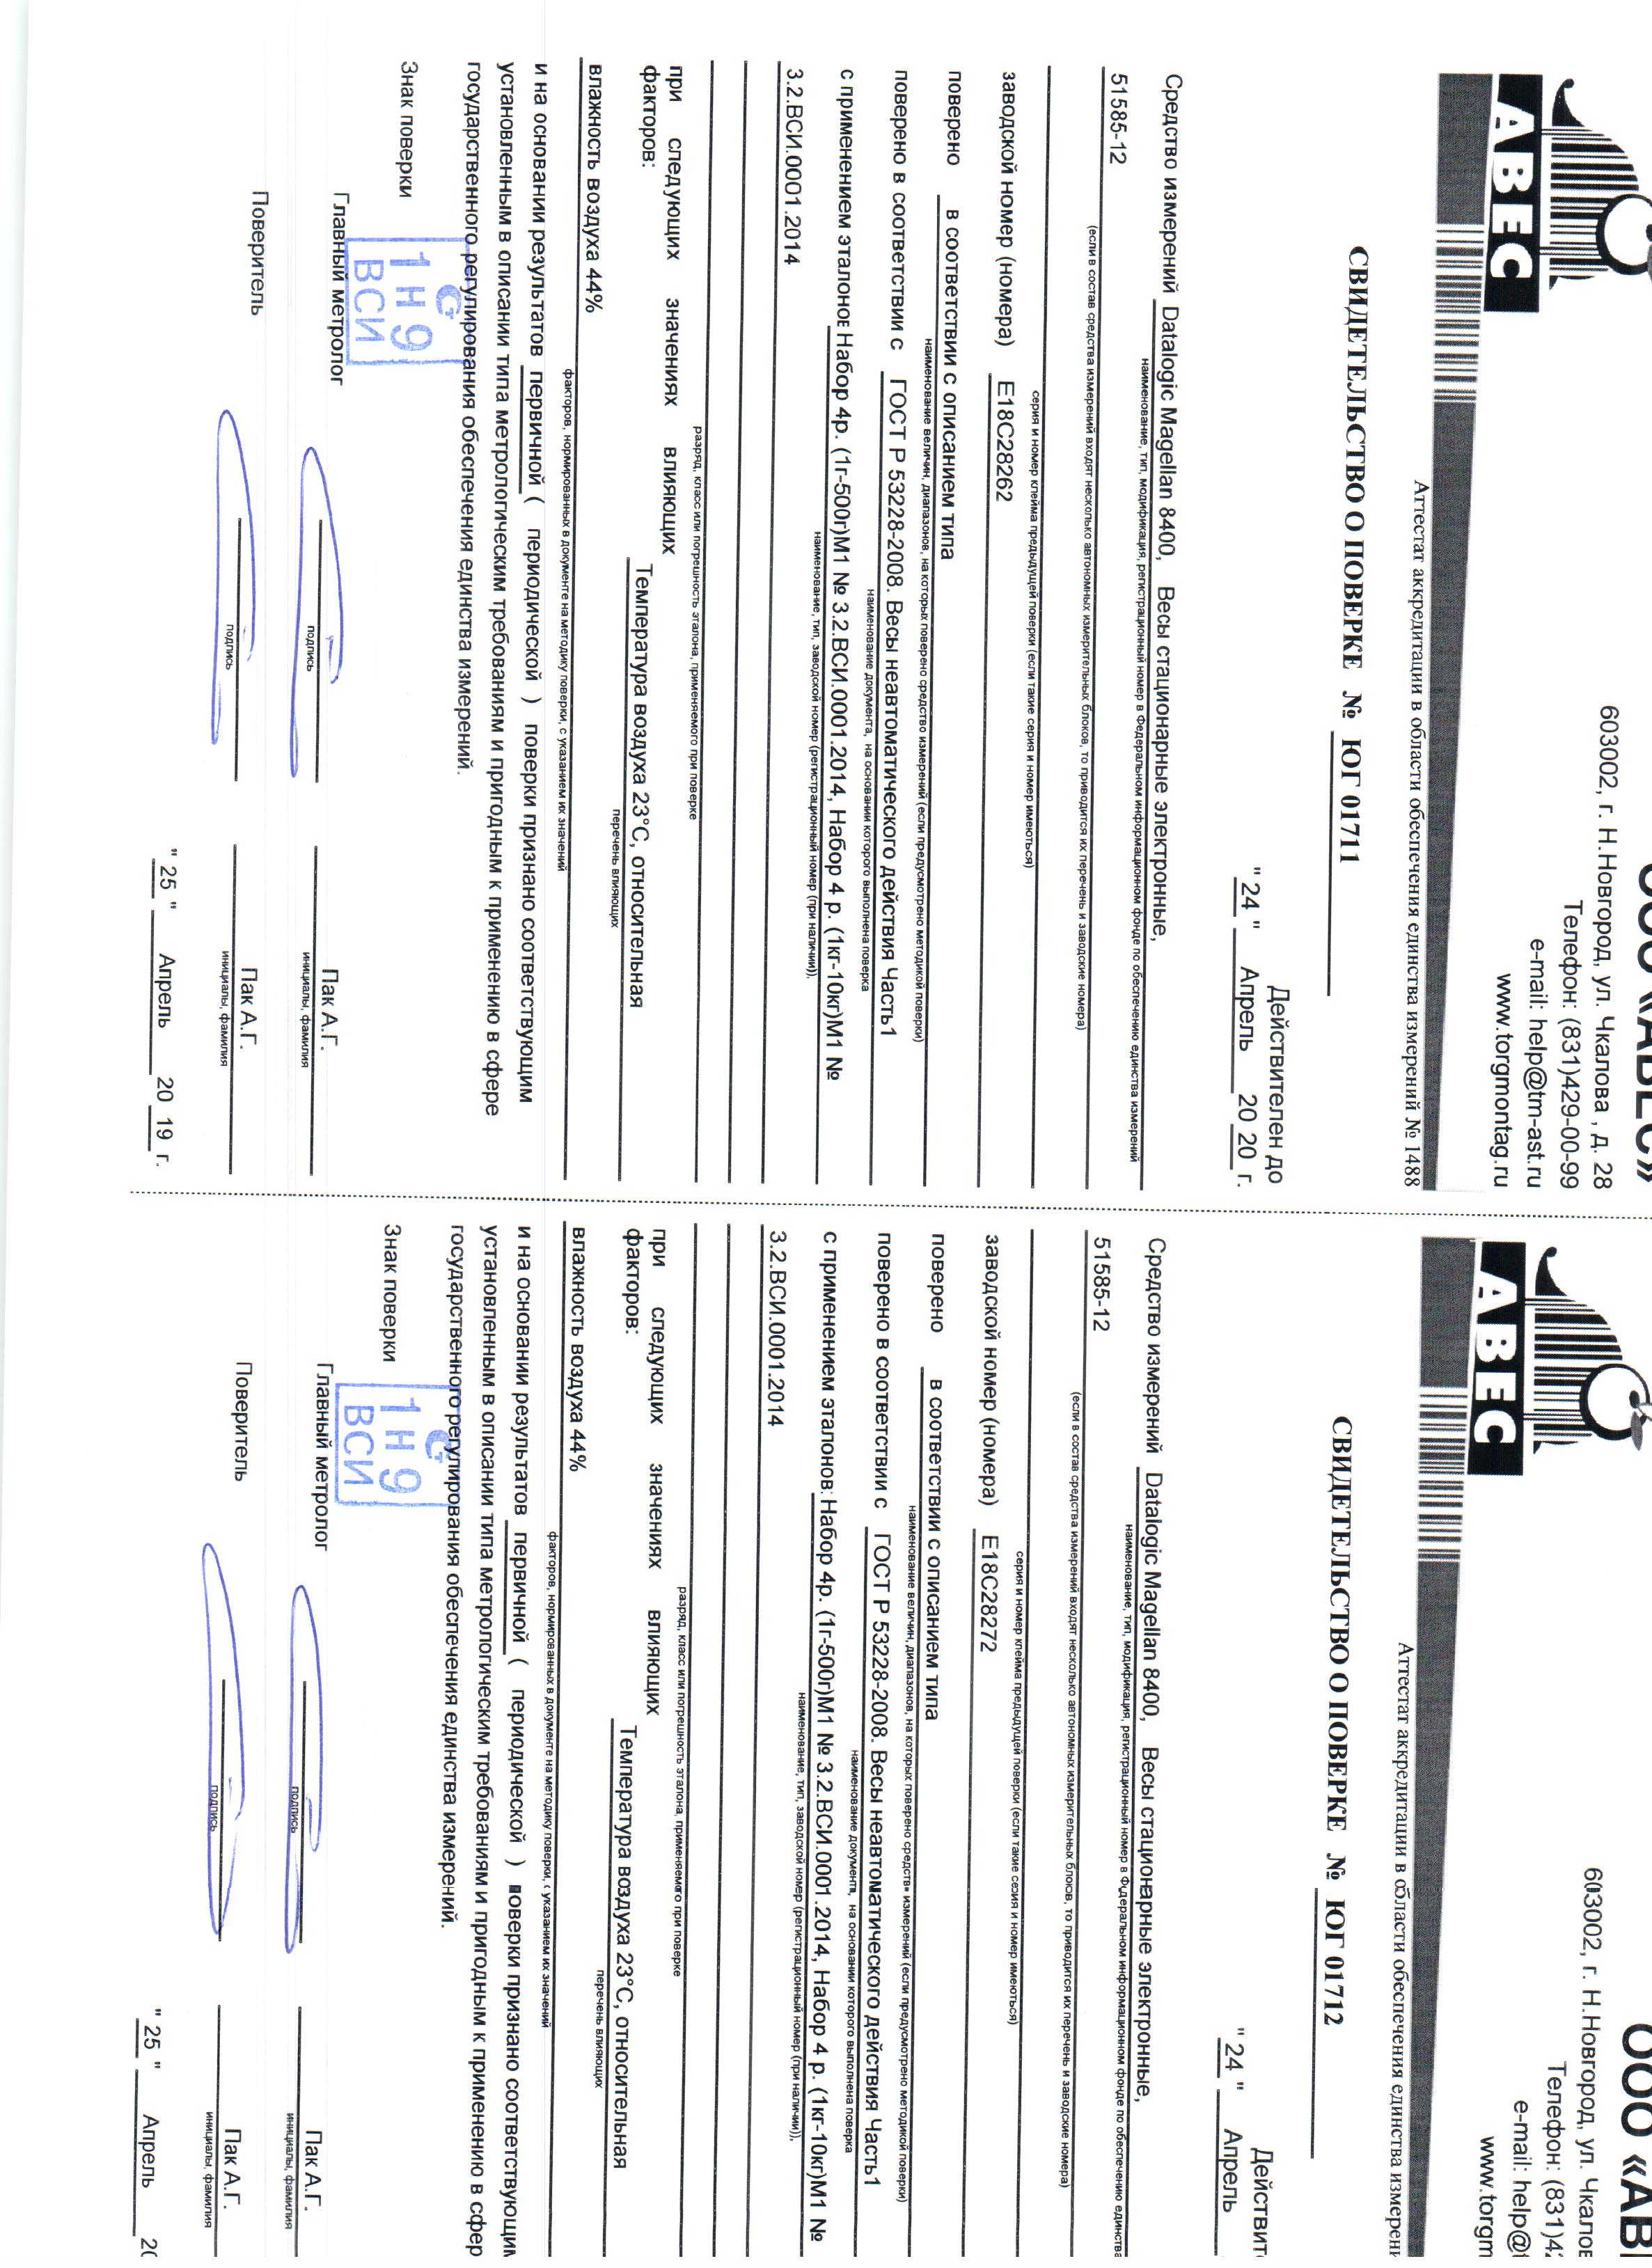 ООО «АВЕС»
603002, г. Н.Новгород, ул. Чкалова , д. 28
Телефон: (831)429-00-99
e-mail: help@tm-ast.ru
www.torgmontag.ru
АВЕС
Аттестат аккредитации в области обеспечения единства измерений № 1488
СВИДЕТЕЛЬСТВО О ПОВЕРКЕ № ЮГ 01711
Действителен до
" 24 " Апрель 20 20 г.
Средство измерений Datalogic Magellan 8400, Весы стационарные электронные,
наименование, тип, модификация, регистрационный номер в Федеральном информационном фонде по обеспечению единства измерений
51585-12
(если в состав средства измерений входят несколько автономных измерительных блоков, то приводится их перечень и заводские номера)
серия и номер клейма предыдущей поверки (если такие серия и номер имеються)
заводской номер (номера) E18C28262
поверено в соответствии с описанием типа
наименование величин, диапазонов, на которых поверено средство измерений (если предусмотрено методикой поверки)
поверено в соответствии с ГОСТ Р 53228-2008. Весы неавтоматического действия Часть1
наименование документа, на основании которого выполнена поверка
с применением эталонов Набор 4р. (1г-500г)М1 № 3.2.ВСИ.0001.2014, Набор 4 р. (1кг-10кг)М1 №
наименование, тип, заводской номер (регистрационный номер (при наличии)),
3.2.ВСИ.0001.2014
разряд, класс или погрешность эталона, применяемого при поверке
при следующих значениях влияющих
факторов: Температура воздуха 23°С, относительная
перечень влияющих
влажность воздуха 44%
факторов, нормированных в документе на методику поверки, с указанием их значений
и на основании результатов первичной ( периодической ) поверки признано соответствующим
установленным в описании типа метрологическим требованиям и пригодным к применению в сфере
государственного регулирования обеспечения единства измерений.
Знак поверки
1 Н 9
ВСИ
Главный метролог Пак А.Г.
подпись инициалы, фамилия
Поверитель Пак А.Г.
подпись инициалы, фамилия
" 25 " Апрель 20 19 г.
ООО «АВ
603002, г. Н.Новгород, ул. Чкалов
Телефон: (831)42
e-mail: help@t
www.torgm
АВЕС
Аттестат аккредитации в области обеспечения единства измерени
СВИДЕТЕЛЬСТВО О ПОВЕРКЕ № ЮГ 01712
Действит
" 24 " Апрель
Средство измерений Datalogic Magellan 8400, Весы стационарные электронные,
наименование, тип, модификация, регистрационный номер в Федеральном информационном фонде по обеспечению единства
51585-12
(если в состав средства измерений входят несколько автономных измерительных блоков, то приводится их перечень и заводские номера)
серия и номер клейма предыдущей поверки (если такие серия и номер имеються)
заводской номер (номера) E18C28272
поверено в соответствии с описанием типа
наименование величин, диапазонов, на которых поверено средство измерений (если предусмотрено методикой поверки)
поверено в соответствии с ГОСТ Р 53228-2008. Весы неавтоматического действия Часть1
наименование документа, на основании которого выполнена поверка
с применением эталонов: Набор 4р. (1г-500г)М1 № 3.2.ВСИ.0001.2014, Набор 4 р. (1кг-10кг)М1 №
наименование, тип, заводской номер (регистрационный номер (при наличии)),
3.2.ВСИ.0001.2014
разряд, класс или погрешность эталона, применяемого при поверке
при следующих значениях влияющих
факторов: Температура воздуха 23°С, относительная
перечень влияющих
влажность воздуха 44%
факторов, нормированных в документе на методику поверки, с указанием их значений
и на основании результатов первичной ( периодической ) поверки признано соответствующим
установленным в описании типа метрологическим требованиям и пригодным к применению в сфер
государственного регулирования обеспечения единства измерений.
Знак поверки
1 Н 9
ВСИ
Главный метролог Пак А.Г.
подпись инициалы, фамилия
Поверитель Пак А.Г.
подпись инициалы, фамилия
" 25 " Апрель 20